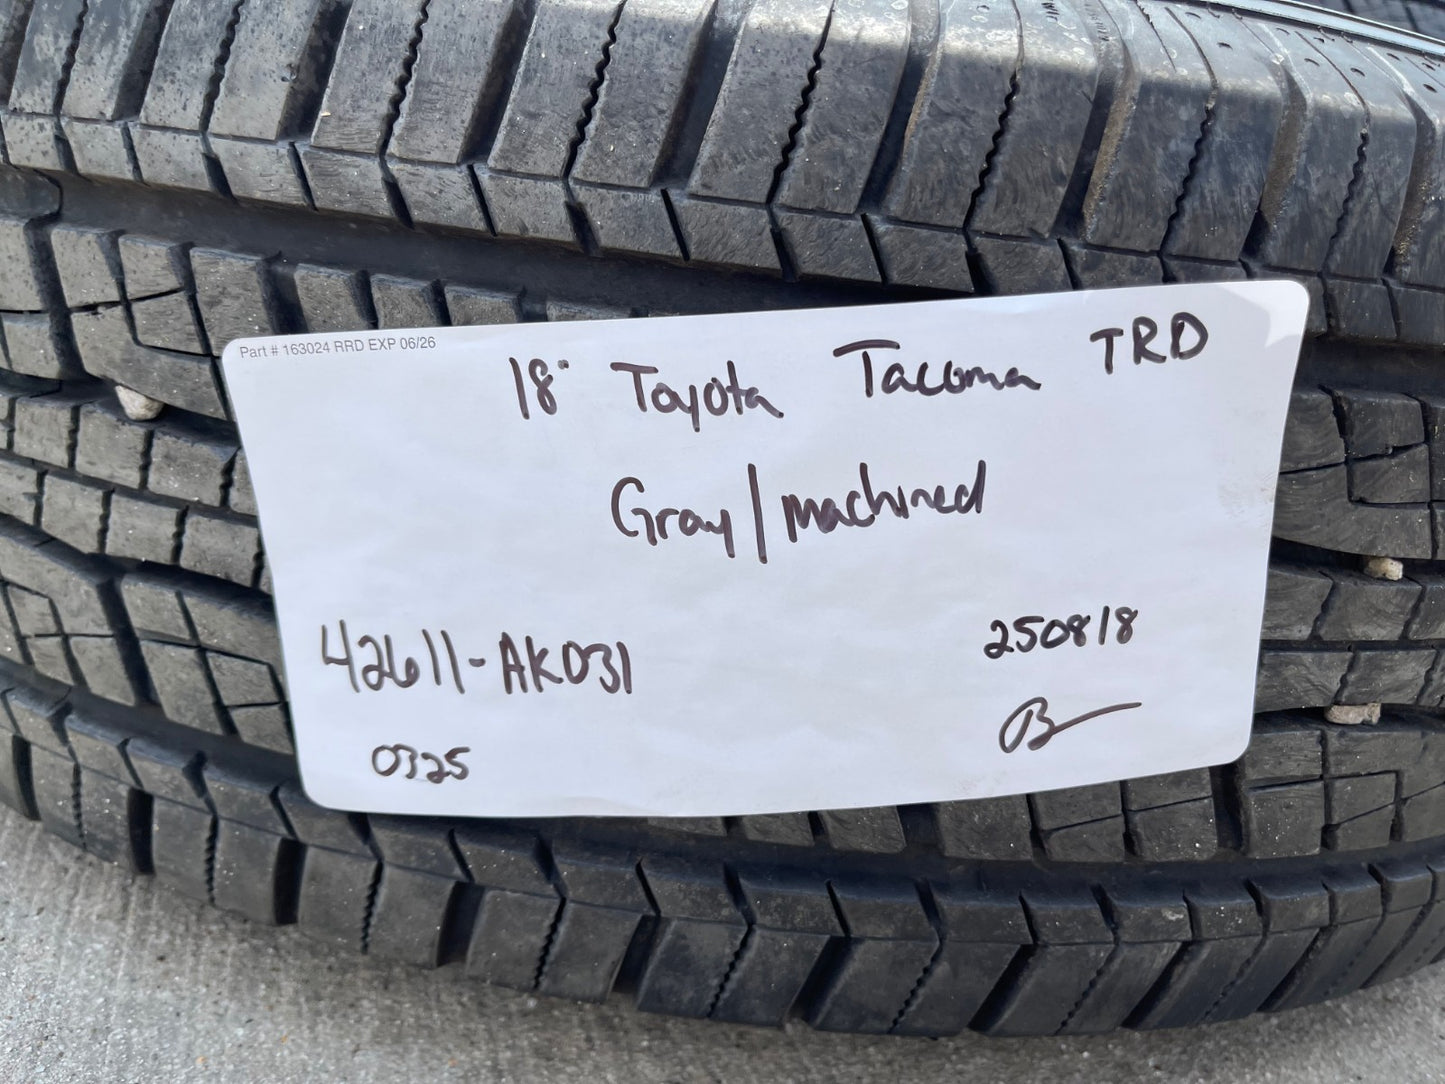 Part # 163024 RRD EXP 06/26
18" Toyota Tacoma TRD
Gray/machined
42611-AK031
250818
0325